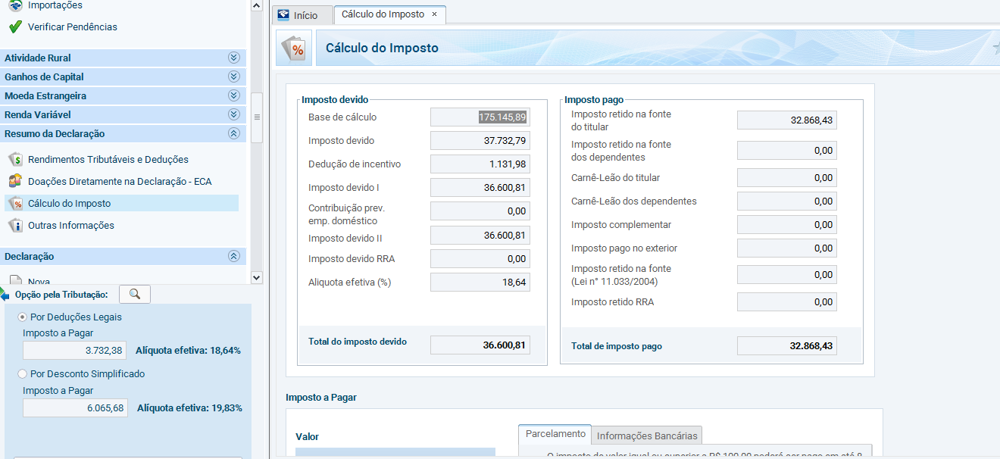 Importações
Verificar Pendências
Atividade Rural
Ganhos de Capital
Moeda Estrangeira
Renda Variável
Resumo da Declaração
Rendimentos Tributáveis e Deduções
Doações Diretamente na Declaração - ECA
Cálculo do Imposto
Outras Informações
Declaração
Nova
Opção pela Tributação:
Por Deduções Legais
Imposto a Pagar
3.732,38 Alíquota efetiva: 18,64%
Por Desconto Simplificado
Imposto a Pagar
6.065,68 Alíquota efetiva: 19,83%
Início
Cálculo do Imposto ×
Cálculo do Imposto
Imposto devido
Base de cálculo 175.145,89
Imposto devido 37.732,79
Dedução de incentivo 1.131,98
Imposto devido I 36.600,81
Contribuição prev.
emp. doméstico 0,00
Imposto devido II 36.600,81
Imposto devido RRA 0,00
Aliquota efetiva (%) 18,64
Total do imposto devido 36.600,81
Imposto pago
Imposto retido na fonte
do titular 32.868,43
Imposto retido na fonte
dos dependentes 0,00
Carnê-Leão do titular 0,00
Carnê-Leão dos dependentes 0,00
Imposto complementar 0,00
Imposto pago no exterior 0,00
Imposto retido na fonte
(Lei n° 11.033/2004) 0,00
Imposto retido RRA 0,00
Total de imposto pago 32.868,43
Imposto a Pagar
Valor
Parcelamento
Informações Bancárias
O imposto de valor igual ou superior a R$ 100,00 poderá ser pago em até 8